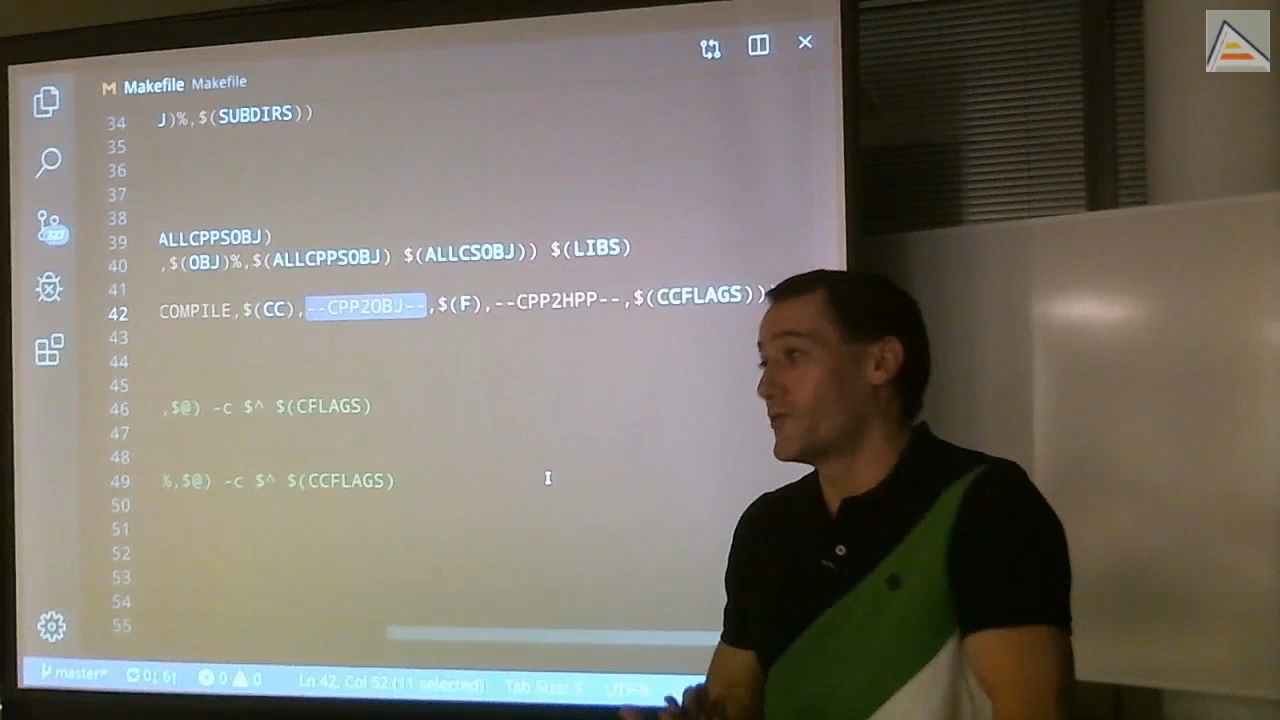 Makefile Makefile
34 J)%,$(SUBDIRS))
35
36
37
38
39 ALLCPPSOBJ)
40 ,$(OBJ)%,$(ALLCPPSOBJ) $(ALLCSOBJ)) $(LIBS)
41
42 COMPILE,$(CC),--CPP2OBJ--,$(F),--CPP2HPP--,$(CCFLAGS))
43
44
45
46 ,$@) -c $^ $(CFLAGS)
47
48
49 %,$@) -c $^ $(CCFLAGS)
50
51
52
53
54
55
master* 0↓ 6↑ 0 0 Ln 42, Col 52 (11 selected) Tab Size: UTF-8